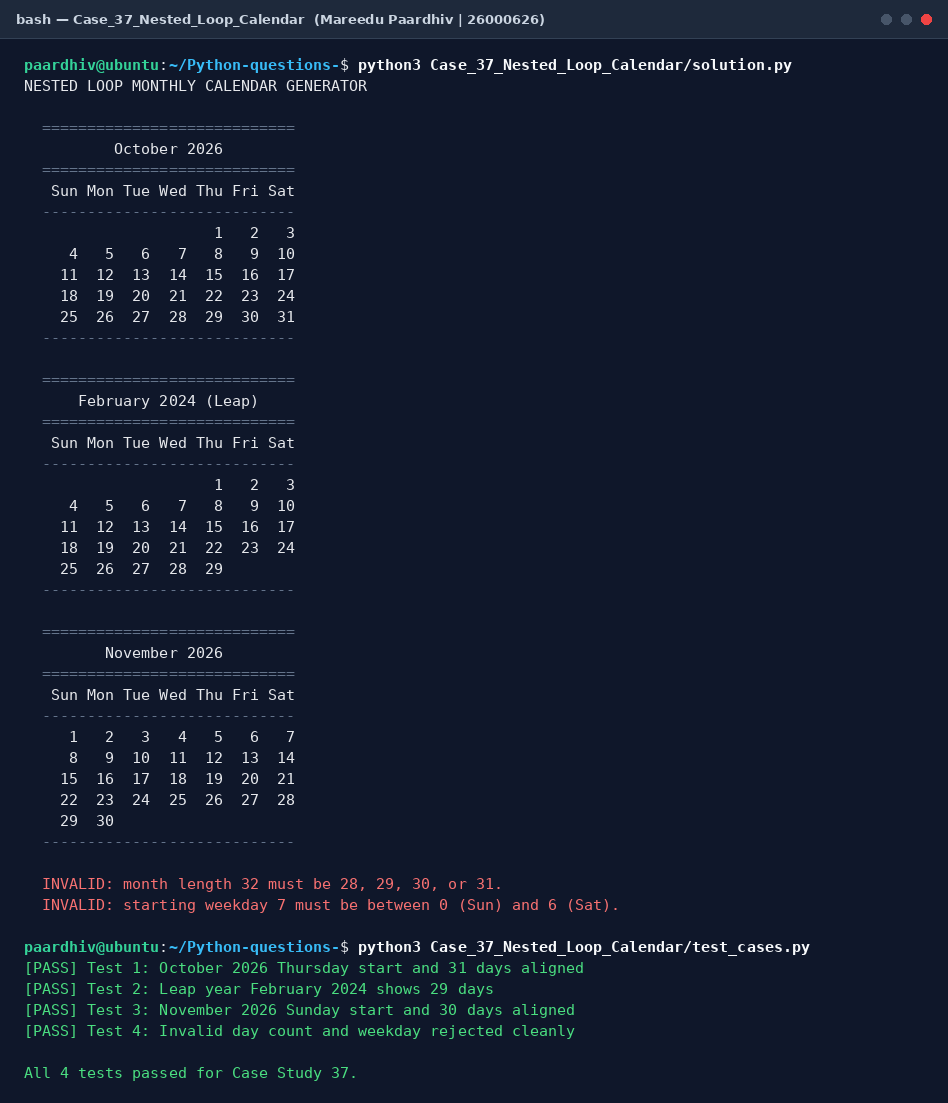 bash — Case_37_Nested_Loop_Calendar  (Mareedu Paardhiv | 26000626)
paardhiv@ubuntu:~/Python-questions-$ python3 Case_37_Nested_Loop_Calendar/solution.py
NESTED LOOP MONTHLY CALENDAR GENERATOR
============================
October 2026
============================
Sun Mon Tue Wed Thu Fri Sat
----------------------------
1   2   3
4   5   6   7   8   9  10
11  12  13  14  15  16  17
18  19  20  21  22  23  24
25  26  27  28  29  30  31
----------------------------
============================
February 2024 (Leap)
============================
Sun Mon Tue Wed Thu Fri Sat
----------------------------
1   2   3
4   5   6   7   8   9  10
11  12  13  14  15  16  17
18  19  20  21  22  23  24
25  26  27  28  29
----------------------------
============================
November 2026
============================
Sun Mon Tue Wed Thu Fri Sat
----------------------------
1   2   3   4   5   6   7
8   9  10  11  12  13  14
15  16  17  18  19  20  21
22  23  24  25  26  27  28
29  30
----------------------------
INVALID: month length 32 must be 28, 29, 30, or 31.
INVALID: starting weekday 7 must be between 0 (Sun) and 6 (Sat).
paardhiv@ubuntu:~/Python-questions-$ python3 Case_37_Nested_Loop_Calendar/test_cases.py
[PASS] Test 1: October 2026 Thursday start and 31 days aligned
[PASS] Test 2: Leap year February 2024 shows 29 days
[PASS] Test 3: November 2026 Sunday start and 30 days aligned
[PASS] Test 4: Invalid day count and weekday rejected cleanly
All 4 tests passed for Case Study 37.